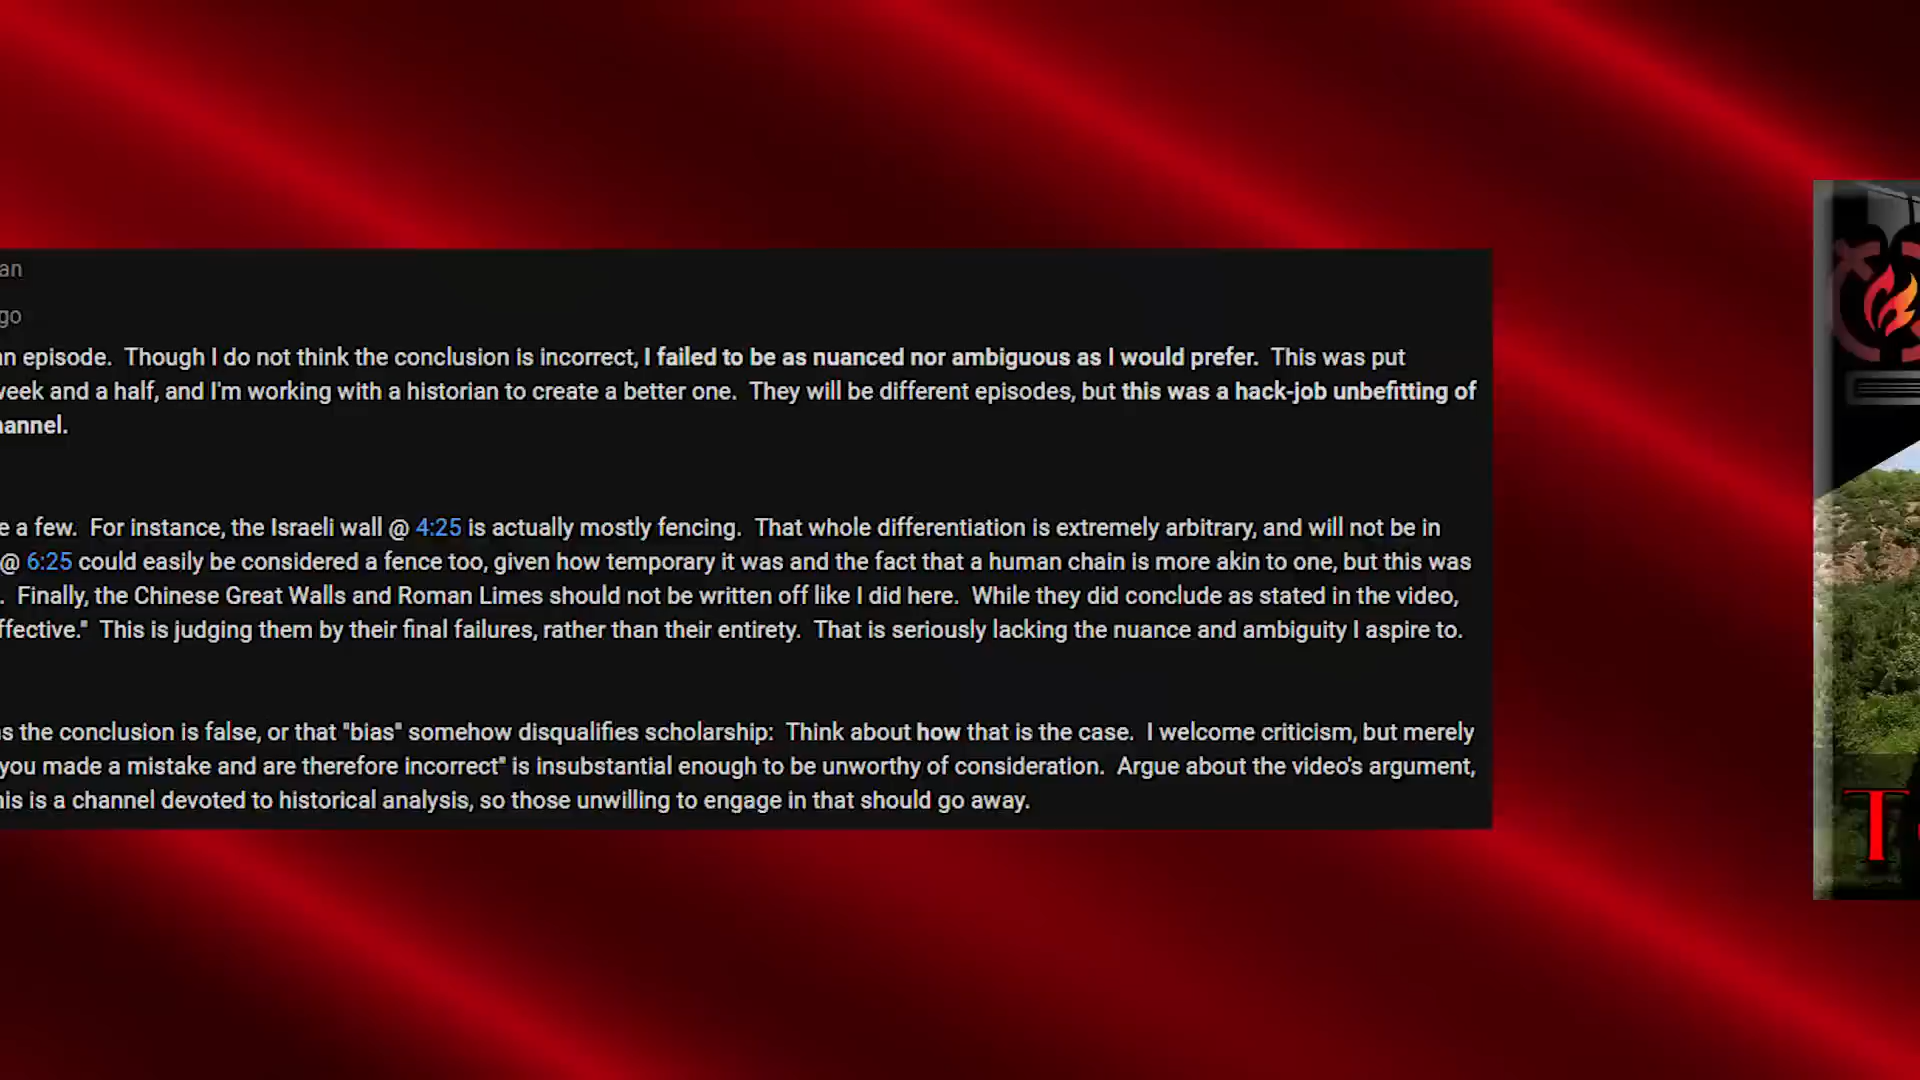 an
go
an episode. Though I do not think the conclusion is incorrect, I failed to be as nuanced nor ambiguous as I would prefer. This was put
week and a half, and I'm working with a historian to create a better one. They will be different episodes, but this was a hack-job unbefitting of
hannel.
e a few. For instance, the Israeli wall @ 4:25 is actually mostly fencing. That whole differentiation is extremely arbitrary, and will not be in
@ 6:25 could easily be considered a fence too, given how temporary it was and the fact that a human chain is more akin to one, but this was
. Finally, the Chinese Great Walls and Roman Limes should not be written off like I did here. While they did conclude as stated in the video,
ffective." This is judging them by their final failures, rather than their entirety. That is seriously lacking the nuance and ambiguity I aspire to.
s the conclusion is false, or that "bias" somehow disqualifies scholarship: Think about how that is the case. I welcome criticism, but merely
you made a mistake and are therefore incorrect" is insubstantial enough to be unworthy of consideration. Argue about the video's argument,
his is a channel devoted to historical analysis, so those unwilling to engage in that should go away.
T